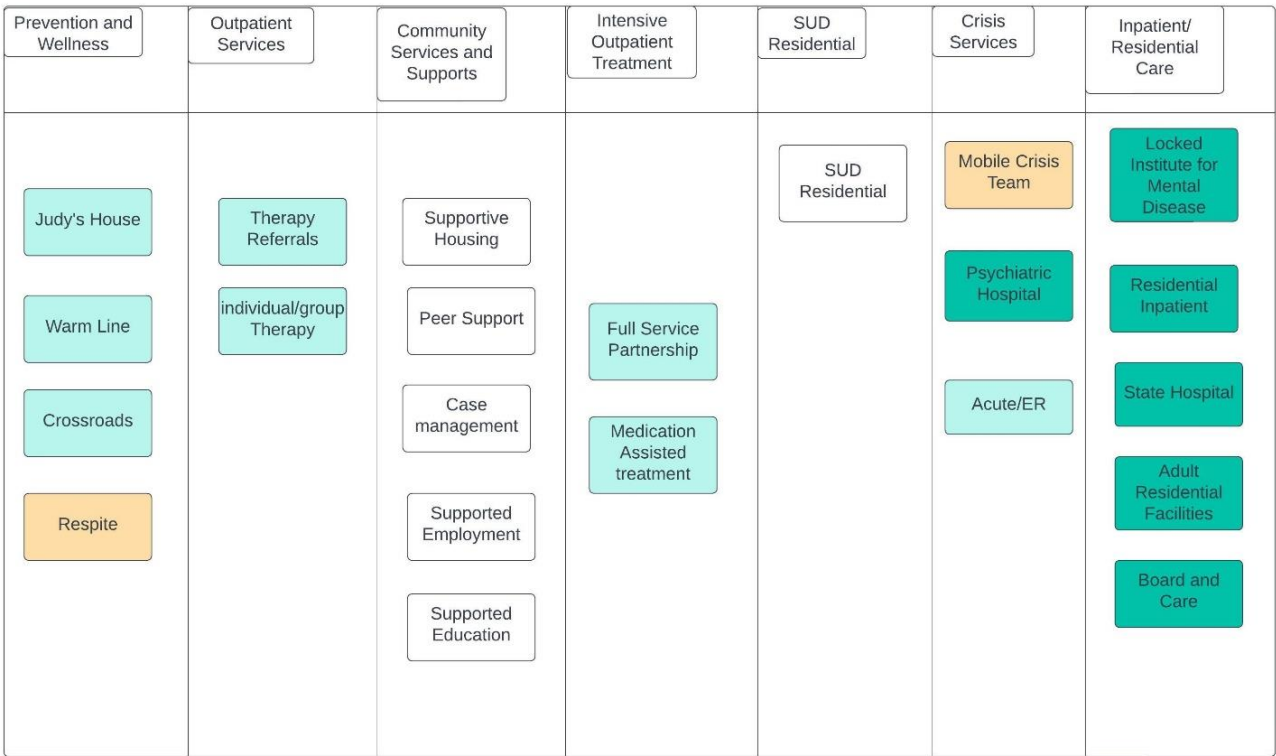 Prevention and
Wellness
Outpatient
Services
Community
Services and
Supports
Intensive
Outpatient
Treatment
SUD
Residential
Crisis
Services
Inpatient/
Residential
Care
Judy's House
Warm Line
Crossroads
Respite
Therapy
Referrals
individual/group
Therapy
Supportive
Housing
Peer Support
Case
management
Supported
Employment
Supported
Education
Full Service
Partnership
Medication
Assisted
treatment
SUD
Residential
Mobile Crisis
Team
Psychiatric
Hospital
Acute/ER
Locked
Institute for
Mental
Disease
Residential
Inpatient
State Hospital
Adult
Residential
Facilities
Board and
Care